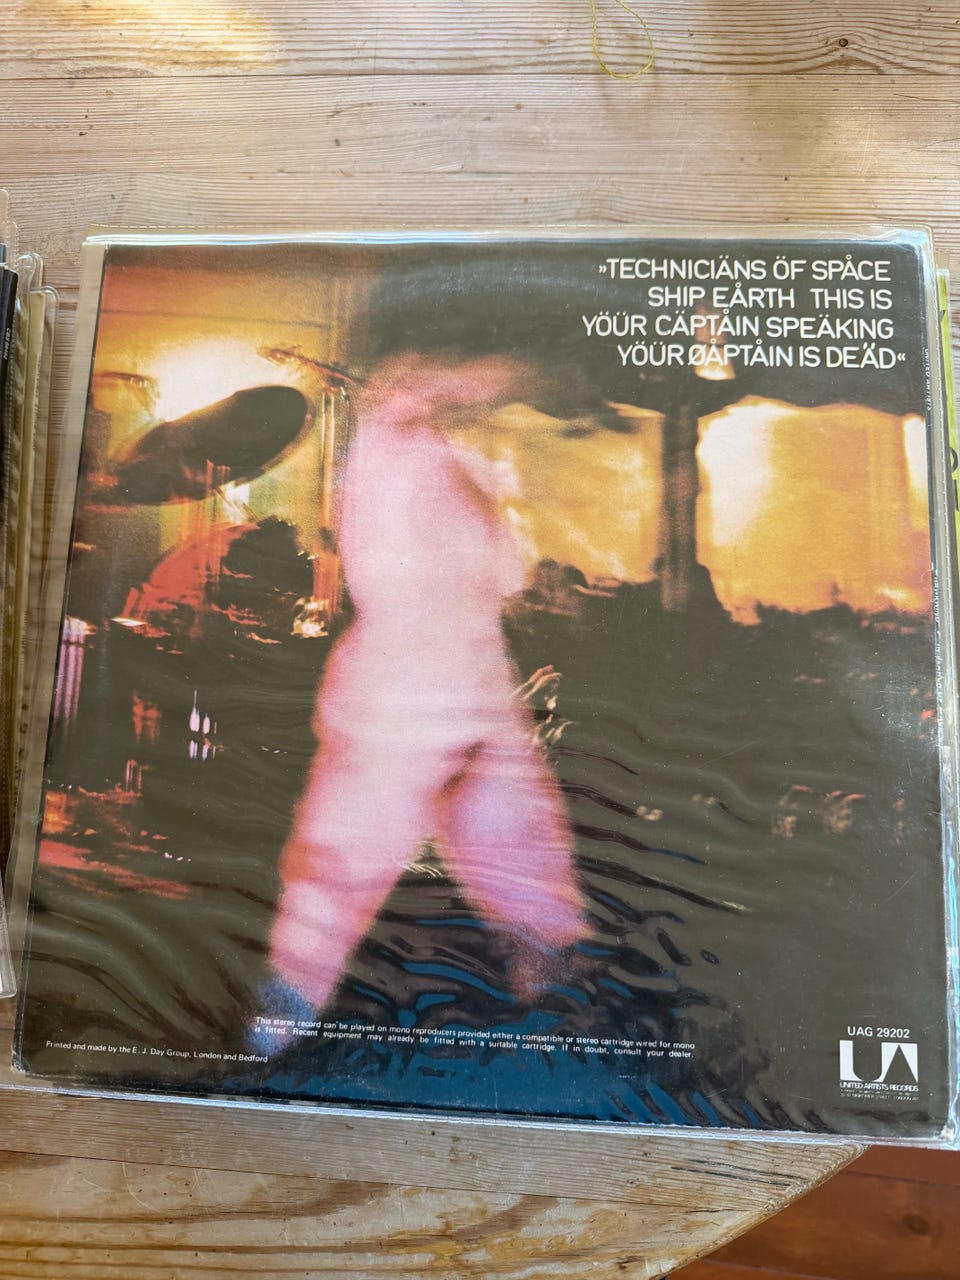 »TECHNICIÄNS ÖF SPÅCE
SHIP EÅRTH THIS IS
YÖÜR CÄPTÅIN SPEÄKING
YÖÜR ØÅPTÅIN IS DEÄD«
This stereo record can be played on mono reproducers provided either a compatible or stereo cartridge wired for mono
is fitted. Recent equipment may already be fitted with a suitable cartridge. If in doubt, consult your dealer.
Printed and made by the E. J. Day Group, London and Bedford
UAG 29202
UA
UNITED ARTISTS RECORDS